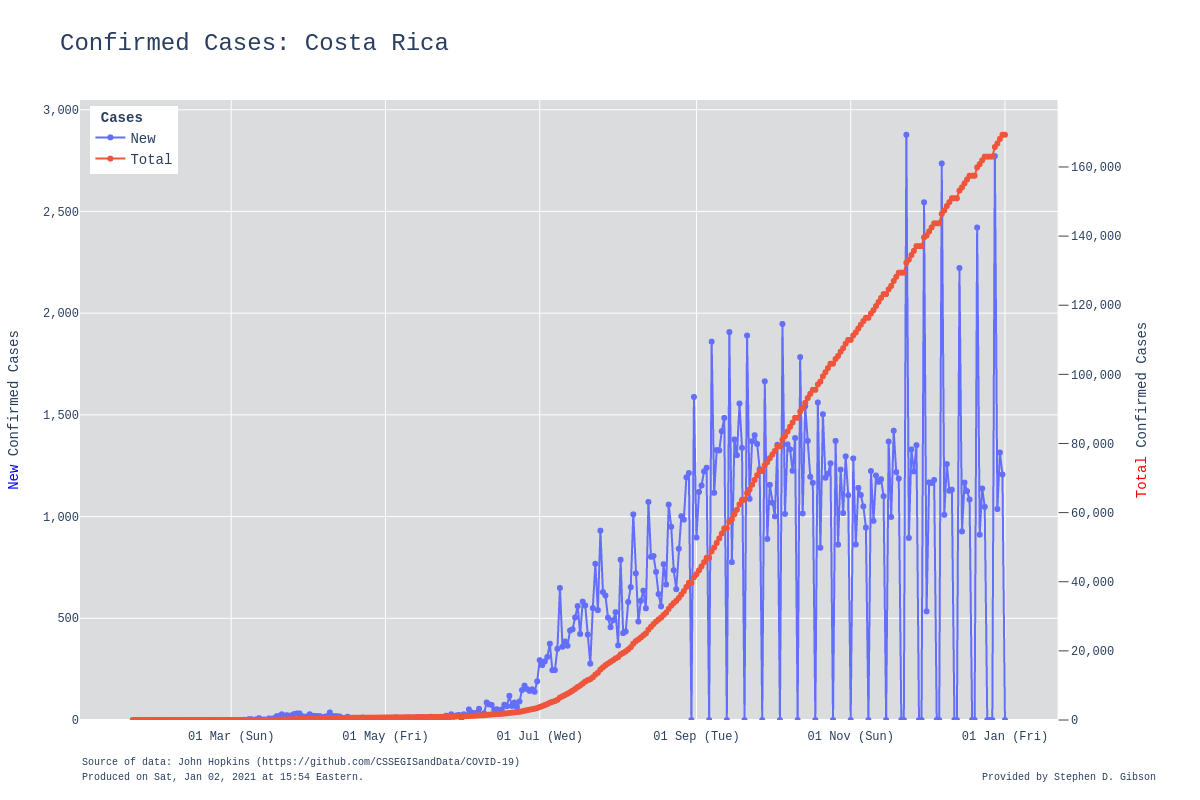 Confirmed Cases: Costa Rica
Cases
New
Total
3,000
2,500
2,000
1,500
1,000
500
0
160,000
140,000
120,000
100,000
80,000
60,000
40,000
20,000
0
New Confirmed Cases
Total Confirmed Cases
01 Mar (Sun)
01 May (Fri)
01 Jul (Wed)
01 Sep (Tue)
01 Nov (Sun)
01 Jan (Fri)
Source of data: John Hopkins (https://github.com/CSSEGISandData/COVID-19)
Produced on Sat, Jan 02, 2021 at 15:54 Eastern.
Provided by Stephen D. Gibson